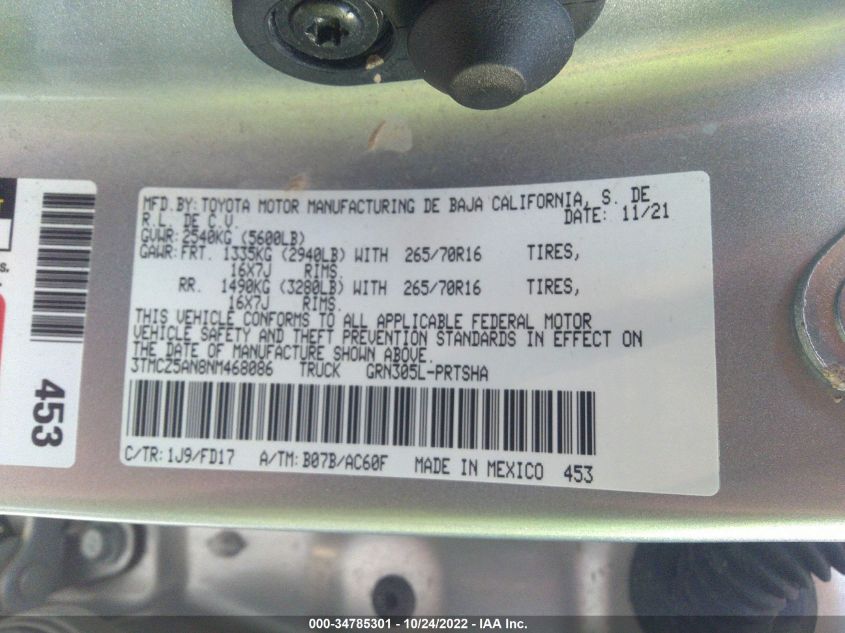 MFD.BY:TOYOTA MOTOR MANUFACTURING DE BAJA CALIFORNIA, S. DE
R.L. DE C.V. DATE: 11/21
GVWR:2540KG (5600LB)
GAWR:FRT. 1335KG (2940LB) WITH 265/70R16 TIRES,
16X7J RIMS.
RR. 1490KG (3280LB) WITH 265/70R16 TIRES,
16X7J RIMS.
THIS VEHICLE CONFORMS TO ALL APPLICABLE FEDERAL MOTOR
VEHICLE SAFETY AND THEFT PREVENTION STANDARDS IN EFFECT ON
THE DATE OF MANUFACTURE SHOWN ABOVE.
3TMCZ5AN8NM468086 TRUCK GRN305L-PRTSHA
C/TR:1J9/FD17 A/TM:B07B/AC60F MADE IN MEXICO 453
453
000-34785301 - 10/24/2022 - IAA Inc.